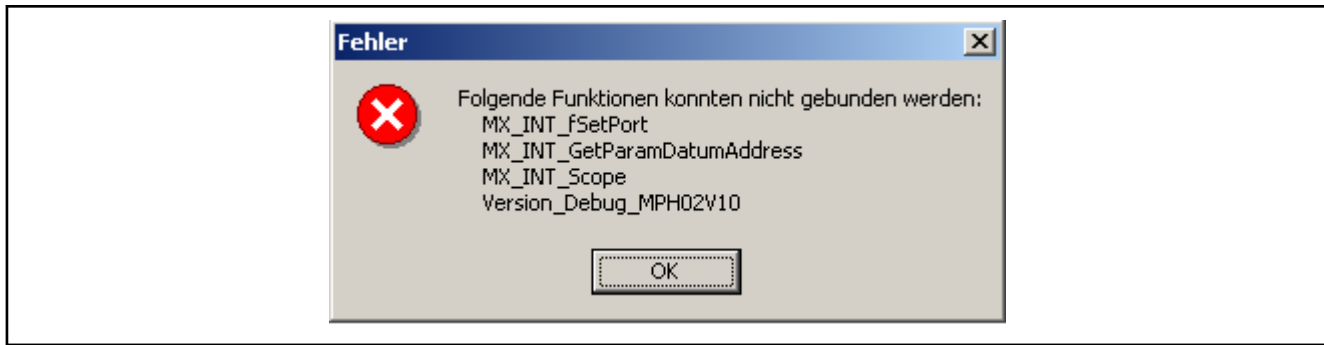 Fehler
Folgende Funktionen konnten nicht gebunden werden:
MX_INT_fSetPort
MX_INT_GetParamDatumAddress
MX_INT_Scope
Version_Debug_MPH02V10
OK